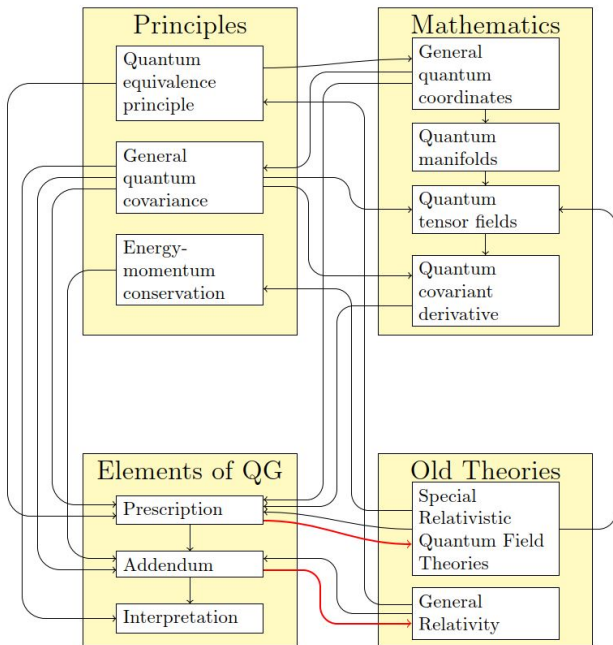 Principles
Quantum
equivalence
principle
General
quantum
covariance
Energy-
momentum
conservation
Mathematics
General
quantum
coordinates
Quantum
manifolds
Quantum
tensor fields
Quantum
covariant
derivative
Elements of QG
Prescription
Addendum
Interpretation
Old Theories
Special
Relativistic
Quantum Field
Theories
General
Relativity